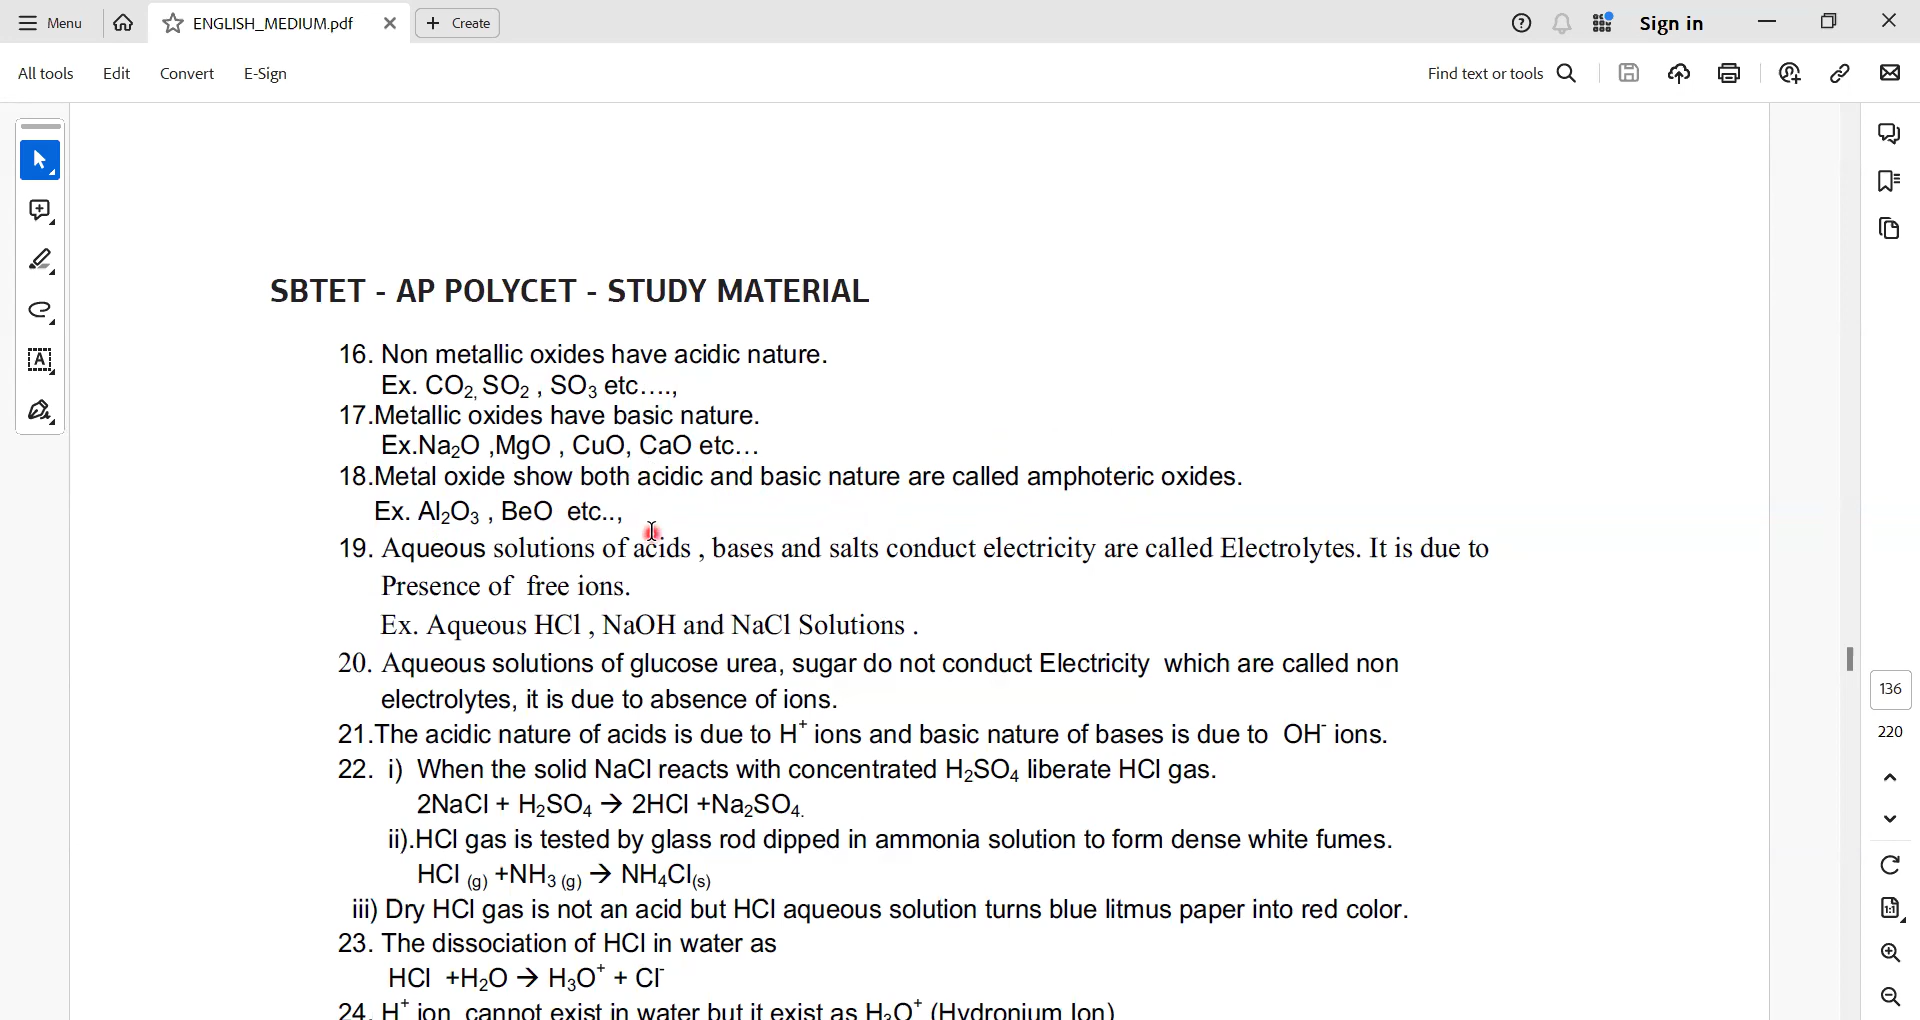 Menu
ENGLISH_MEDIUM.pdf
Create
Sign in
All tools
Edit
Convert
E-Sign
Find text or tools
SBTET - AP POLYCET - STUDY MATERIAL
16. Non metallic oxides have acidic nature.
Ex. CO₂, SO₂ , SO₃ etc....,
17.Metallic oxides have basic nature.
Ex.Na₂O ,MgO , CuO, CaO etc...
18.Metal oxide show both acidic and basic nature are called amphoteric oxides.
Ex. Al₂O₃ , BeO etc..,
19. Aqueous solutions of acids , bases and salts conduct electricity are called Electrolytes. It is due to
Presence of free ions.
Ex. Aqueous HCl , NaOH and NaCl Solutions .
20. Aqueous solutions of glucose urea, sugar do not conduct Electricity which are called non
electrolytes, it is due to absence of ions.
21.The acidic nature of acids is due to H⁺ ions and basic nature of bases is due to OH⁻ ions.
22. i) When the solid NaCl reacts with concentrated H₂SO₄ liberate HCl gas.
2NaCl + H₂SO₄ → 2HCl +Na₂SO₄.
ii).HCl gas is tested by glass rod dipped in ammonia solution to form dense white fumes.
HCl (g) +NH₃ (g) → NH₄Cl(s)
iii) Dry HCl gas is not an acid but HCl aqueous solution turns blue litmus paper into red color.
23. The dissociation of HCl in water as
HCl +H₂O → H₃O⁺ + Cl⁻
24. H⁺ ion cannot exist in water but it exist as H₃O⁺ (Hydronium Ion)
136
220